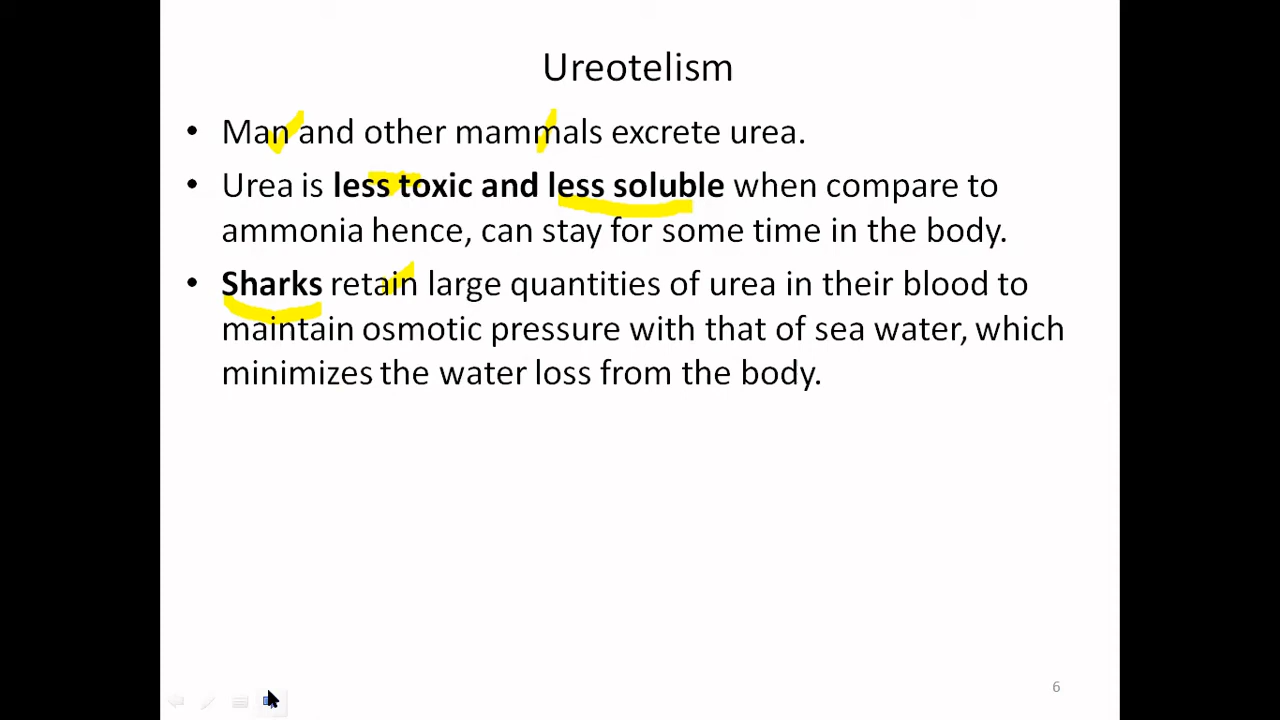 Ureotelism
• Man and other mammals excrete urea.
• Urea is less toxic and less soluble when compare to
ammonia hence, can stay for some time in the body.
• Sharks retain large quantities of urea in their blood to
maintain osmotic pressure with that of sea water, which
minimizes the water loss from the body.
6